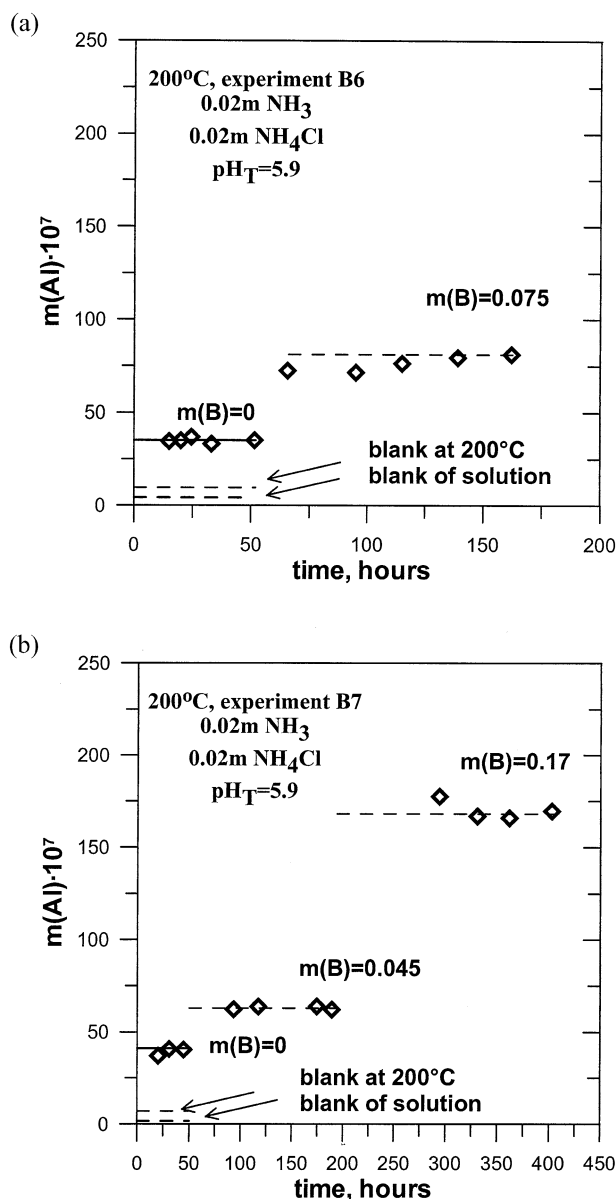 (a)
250
200°C, experiment B6
0.02m NH3
200
0.02m NH4Cl
pHT=5.9
m(Al)·10⁷
150
m(B)=0.075
100
m(B)=0
50
blank at 200°C
blank of solution
0
0 50 100 150 200
time, hours
(b)
250
200°C, experiment B7
0.02m NH3
200
0.02m NH4Cl
m(B)=0.17
pHT=5.9
m(Al)·10⁷
150
100
m(B)=0.045
50
m(B)=0
blank at 200°C
blank of solution
0
0 50 100 150 200 250 300 350 400 450
time, hours